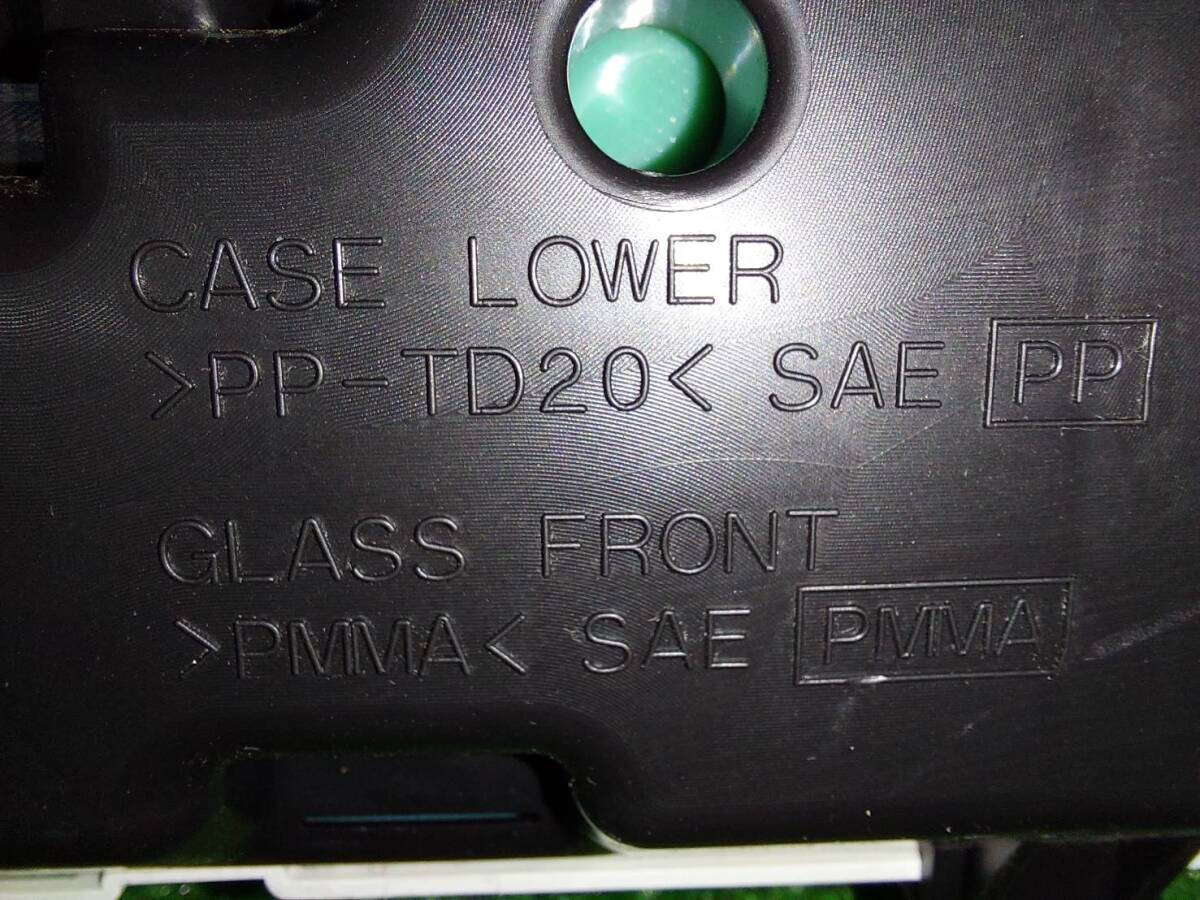 CASE LOWER
>PP-TD20< SAE PP
GLASS FRONT
>PMMA< SAE PMMA